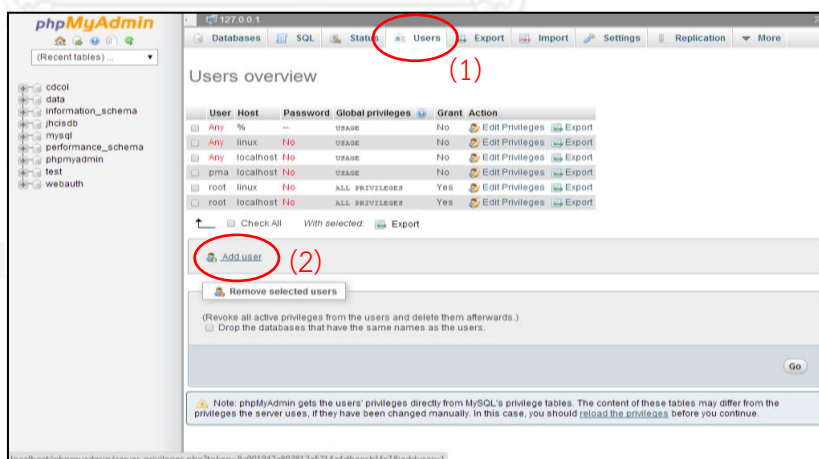 phpMyAdmin
(Recent tables) ...
cdcol
data
information_schema
jhcisdb
mysql
performance_schema
phpmyadmin
test
webauth
127.0.0.1
Databases SQL Status Users Export Import Settings Replication More
(1)
Users overview
User Host Password Global privileges Grant Action
Any % -- USAGE No Edit Privileges Export
Any linux No USAGE No Edit Privileges Export
Any localhost No USAGE No Edit Privileges Export
pma localhost No USAGE No Edit Privileges Export
root linux No ALL PRIVILEGES Yes Edit Privileges Export
root localhost No ALL PRIVILEGES Yes Edit Privileges Export
Check All With selected: Export
Add user (2)
Remove selected users
(Revoke all active privileges from the users and delete them afterwards.)
Drop the databases that have the same names as the users.
Go
Note: phpMyAdmin gets the users' privileges directly from MySQL's privilege tables. The content of these tables may differ from the
privileges the server uses, if they have been changed manually. In this case, you should reload the privileges before you continue.